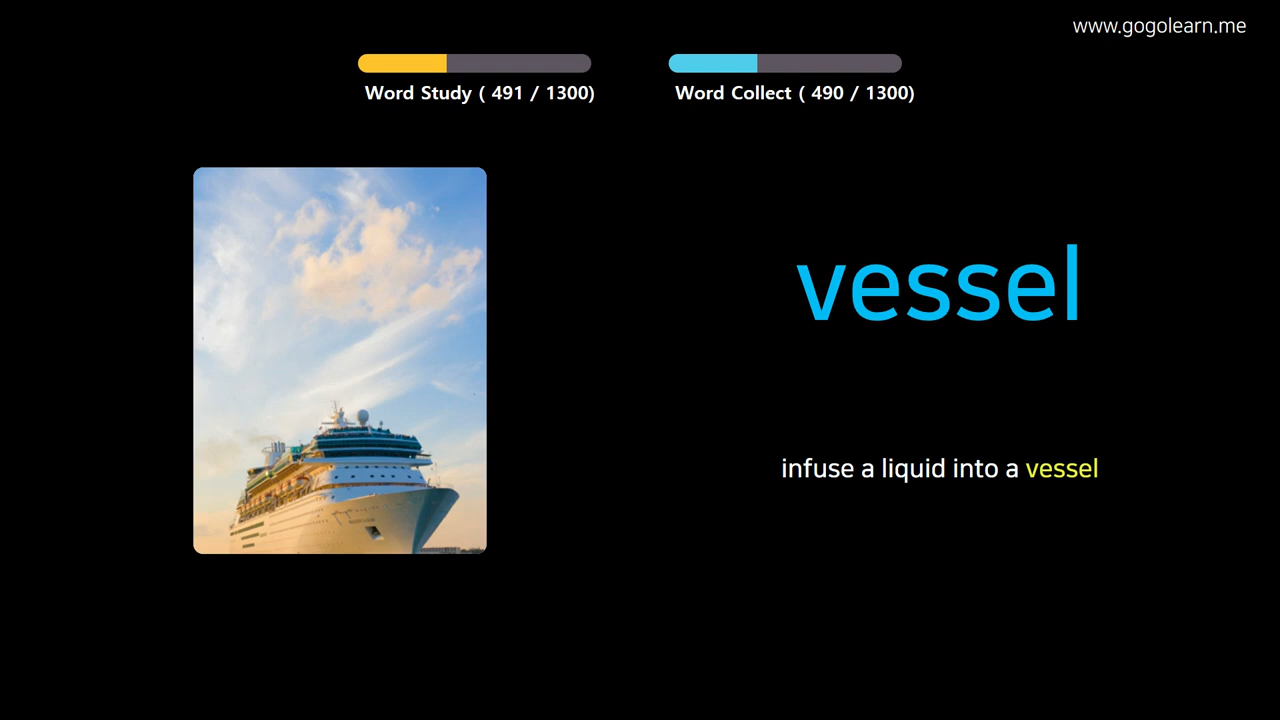 www.gogolearn.me
Word Study ( 491 / 1300)
Word Collect ( 490 / 1300)
vessel
infuse a liquid into a vessel